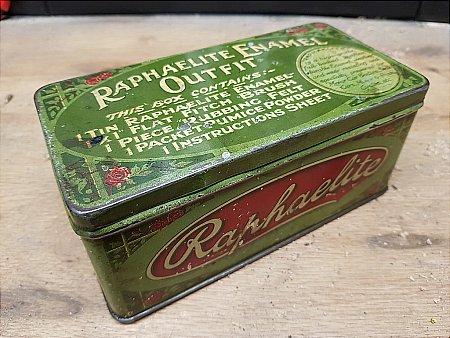 RAPHAELITE ENAMEL
OUTFIT
THIS BOX CONTAINS:
1 TIN RAPHAELITE ENAMEL
1 FLAT VARNISH BRUSH
1 PIECE RUBBING FELT
1 PACKET PUMICE POWDER
1 INSTRUCTIONS SHEET
Raphaelite